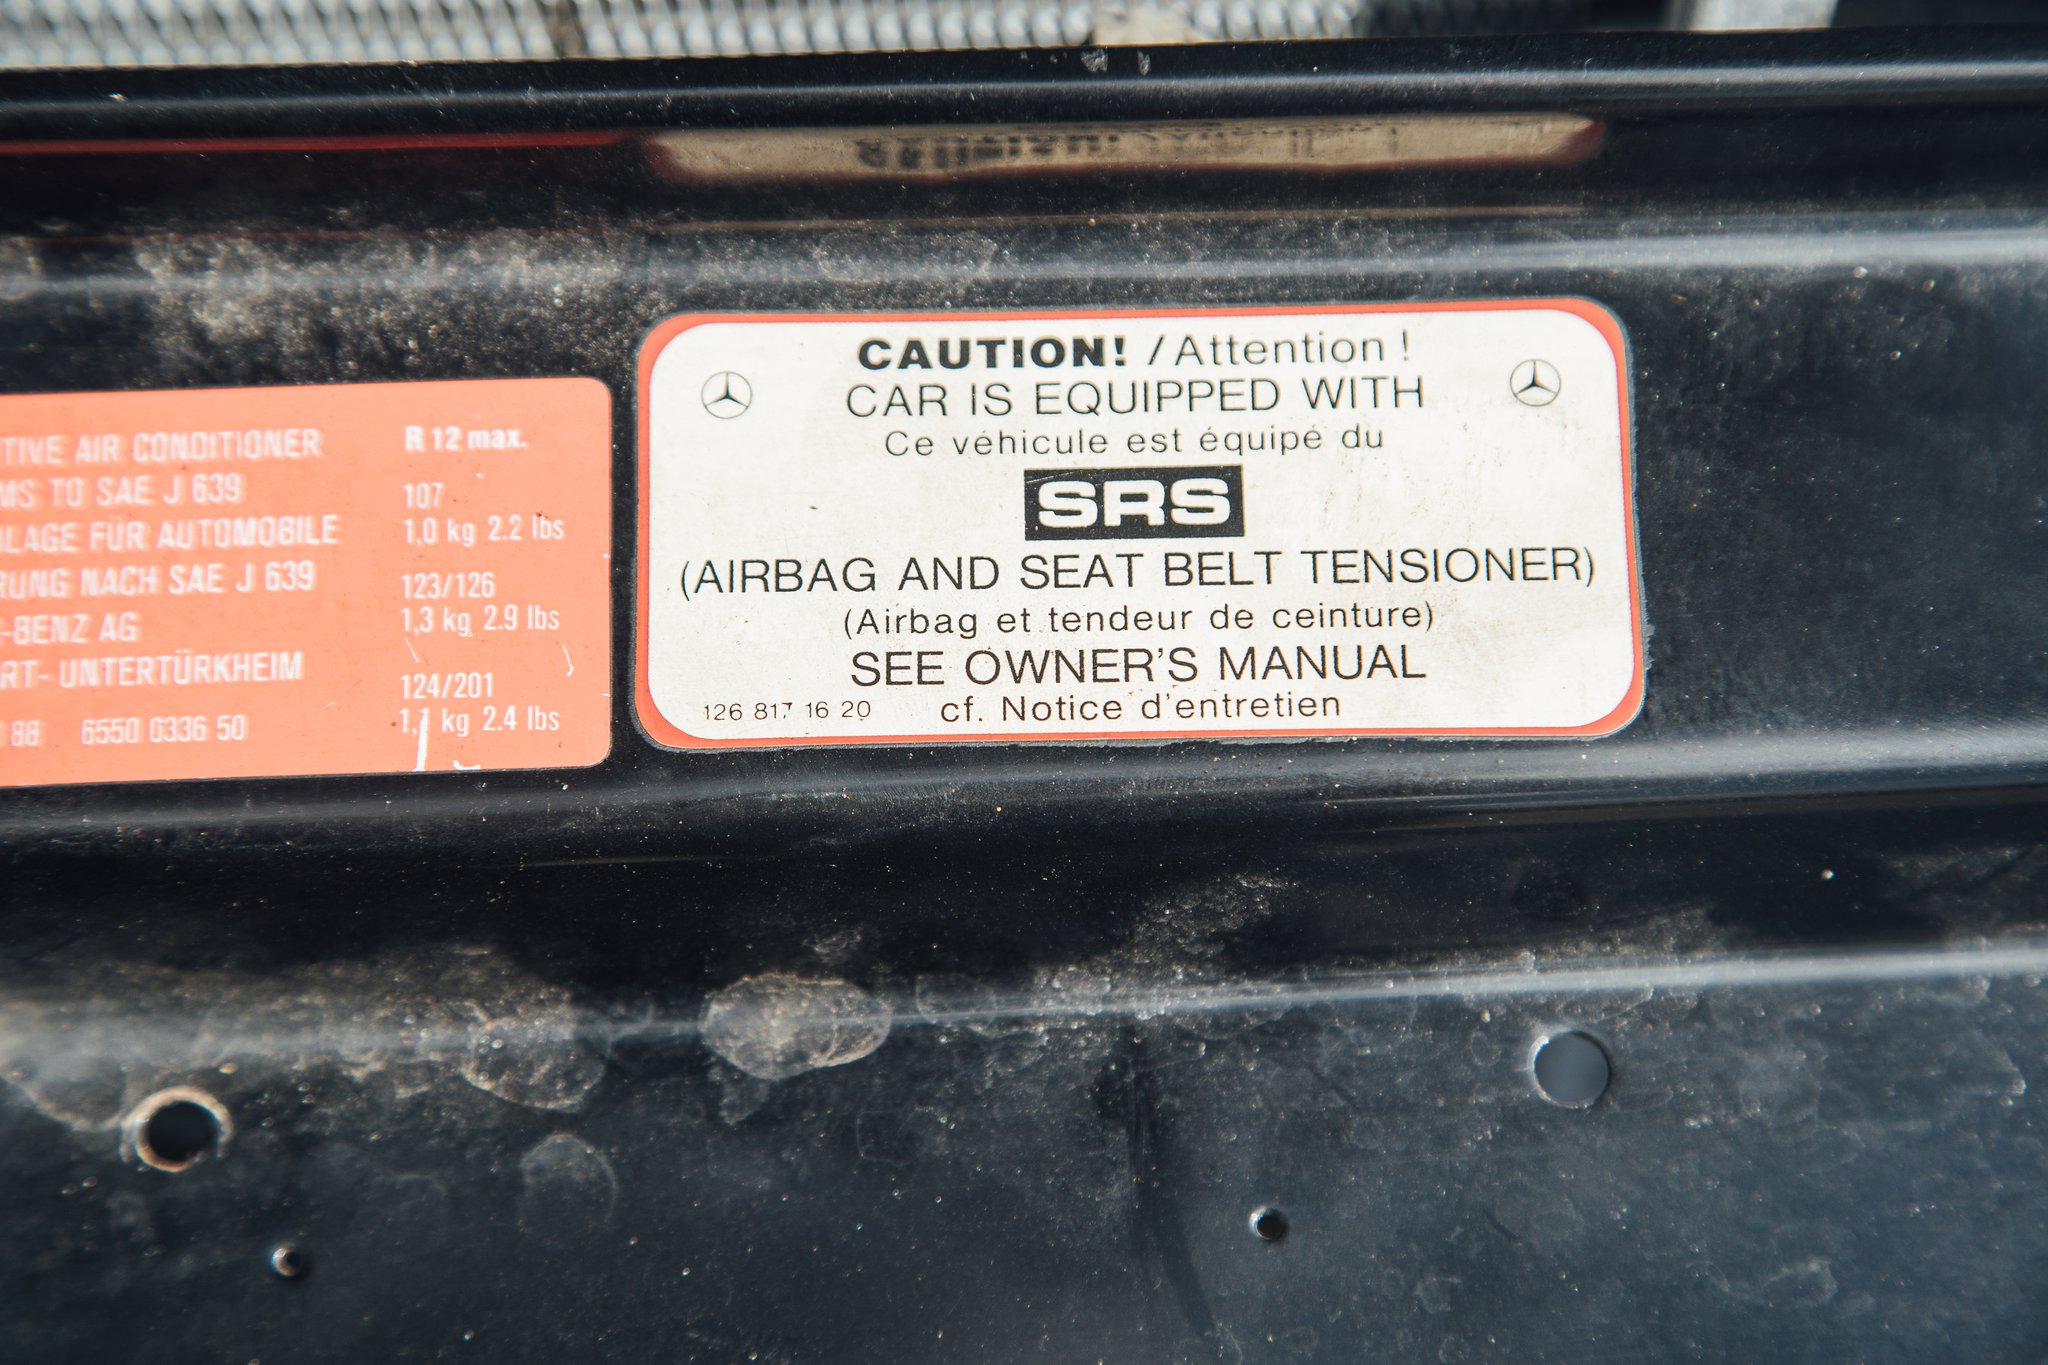 TIVE AIR CONDITIONER
MS TO SAE J 639
LAGE FÜR AUTOMOBILE
RUNG NACH SAE J 639
-BENZ AG
RT- UNTERTÜRKHEIM
88 6550 0336 50
R 12 max.
107
1,0 kg 2.2 lbs
123/126
1,3 kg 2.9 lbs
124/201
1,1 kg 2.4 lbs
CAUTION! / Attention !
CAR IS EQUIPPED WITH
Ce véhicule est équipé du
SRS
(AIRBAG AND SEAT BELT TENSIONER)
(Airbag et tendeur de ceinture)
SEE OWNER'S MANUAL
126 817 16 20 cf. Notice d'entretien